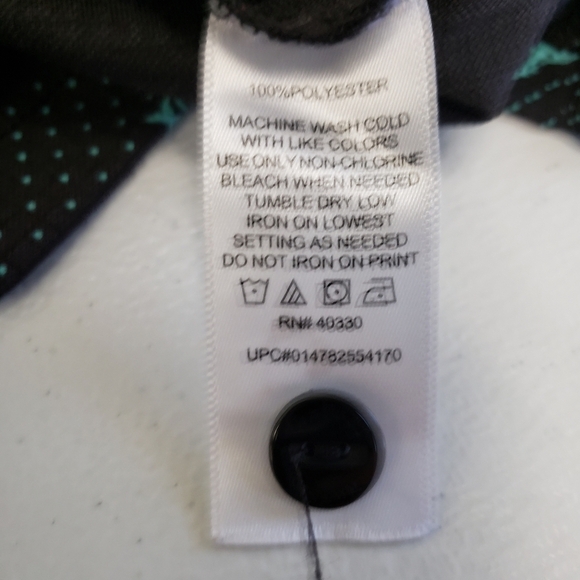 100%POLYESTER
MACHINE WASH COLD
WITH LIKE COLORS
USE ONLY NON-CHLORINE
BLEACH WHEN NEEDED
TUMBLE DRY LOW
IRON ON LOWEST
SETTING AS NEEDED
DO NOT IRON ON PRINT
RN# 40330
UPC#014782554170